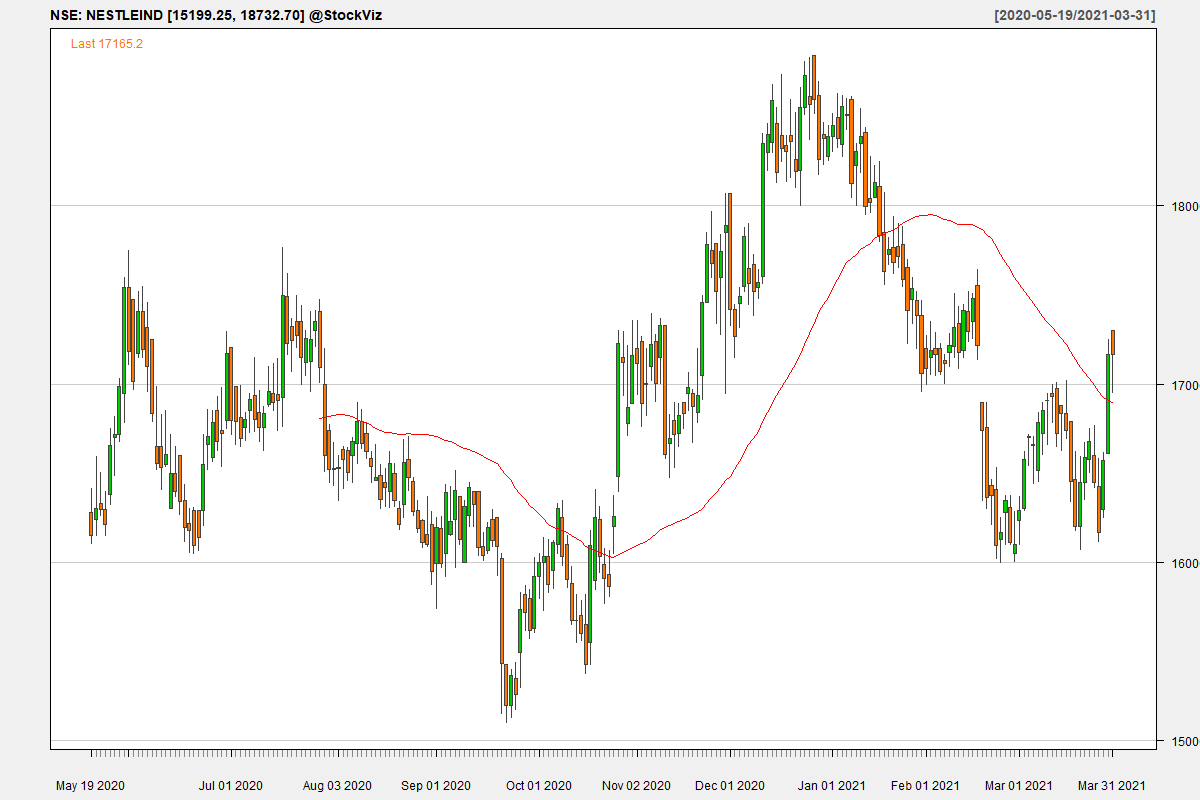 NSE: NESTLEIND [15199.25, 18732.70] @StockViz [2020-05-19/2021-03-31]
Last 17165.2
1800
1700
1600
1500
May 19 2020 Jul 01 2020 Aug 03 2020 Sep 01 2020 Oct 01 2020 Nov 02 2020 Dec 01 2020 Jan 01 2021 Feb 01 2021 Mar 01 2021 Mar 31 2021